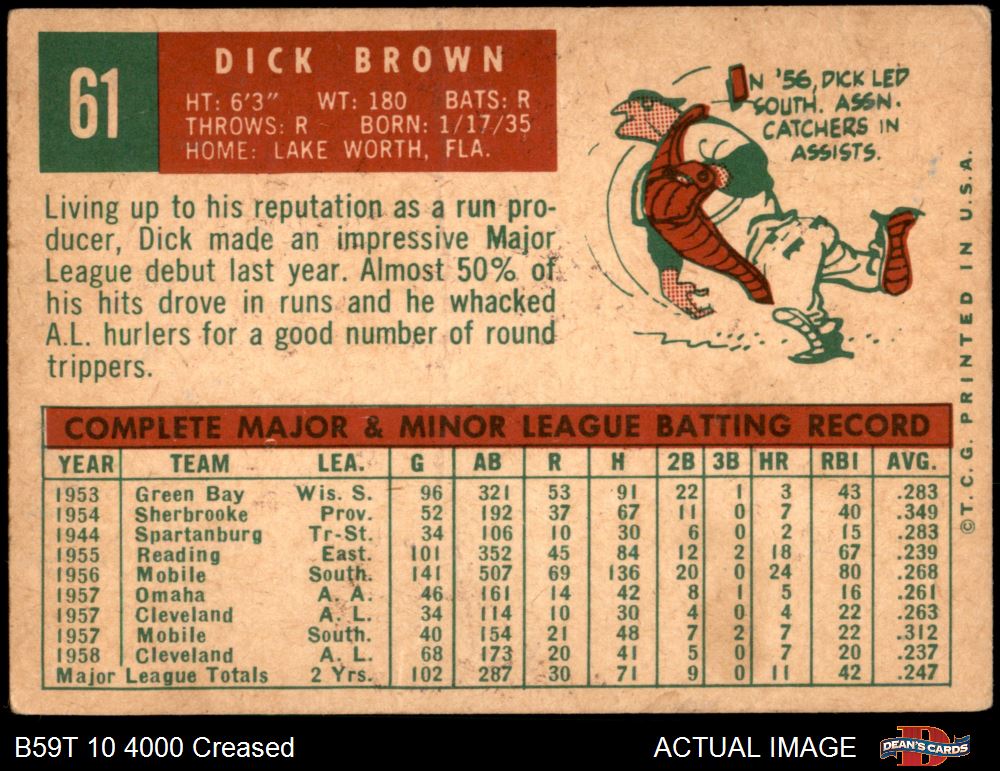 61
DICK BROWN
HT: 6'3" WT: 180 BATS: R
THROWS: R BORN: 1/17/35
HOME: LAKE WORTH, FLA.
IN '56, DICK LED
SOUTH. ASSN.
CATCHERS IN
ASSISTS.
Living up to his reputation as a run pro-
ducer, Dick made an impressive Major
League debut last year. Almost 50% of
his hits drove in runs and he whacked
A.L. hurlers for a good number of round
trippers.
COMPLETE MAJOR & MINOR LEAGUE BATTING RECORD
YEAR TEAM LEA. G AB R H 2B 3B HR RBI AVG.
1953 Green Bay Wis. S. 96 321 53 91 22 1 3 43 .283
1954 Sherbrooke Prov. 52 192 37 67 11 0 7 40 .349
1944 Spartanburg Tr-St. 34 106 10 30 6 0 2 15 .283
1955 Reading East. 101 352 45 84 12 2 18 67 .239
1956 Mobile South. 141 507 69 136 20 0 24 80 .268
1957 Omaha A. A. 46 161 14 42 8 1 5 16 .261
1957 Cleveland A. L. 34 114 10 30 4 0 4 22 .263
1957 Mobile South. 40 154 21 48 7 2 7 22 .312
1958 Cleveland A. L. 68 173 20 41 5 0 7 20 .237
Major League Totals 2 Yrs. 102 287 30 71 9 0 11 42 .247
©T.C.G. PRINTED IN U.S.A.
B59T 10 4000 Creased
ACTUAL IMAGE
DEAN'S CARDS